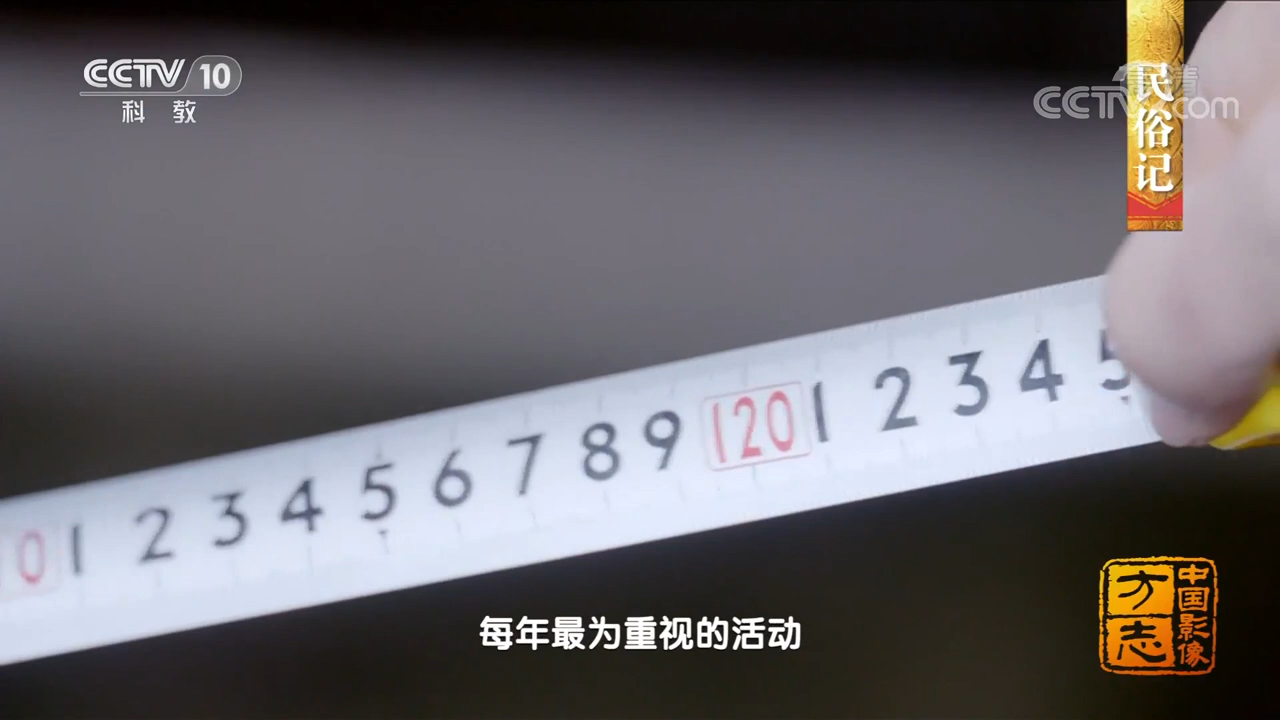 CCTV 10
科教
CCTV.com
民俗记
0 1 2 3 4 5 6 7 8 9 120 1 2 3 4 5
每年最为重视的活动
中国影像
方志